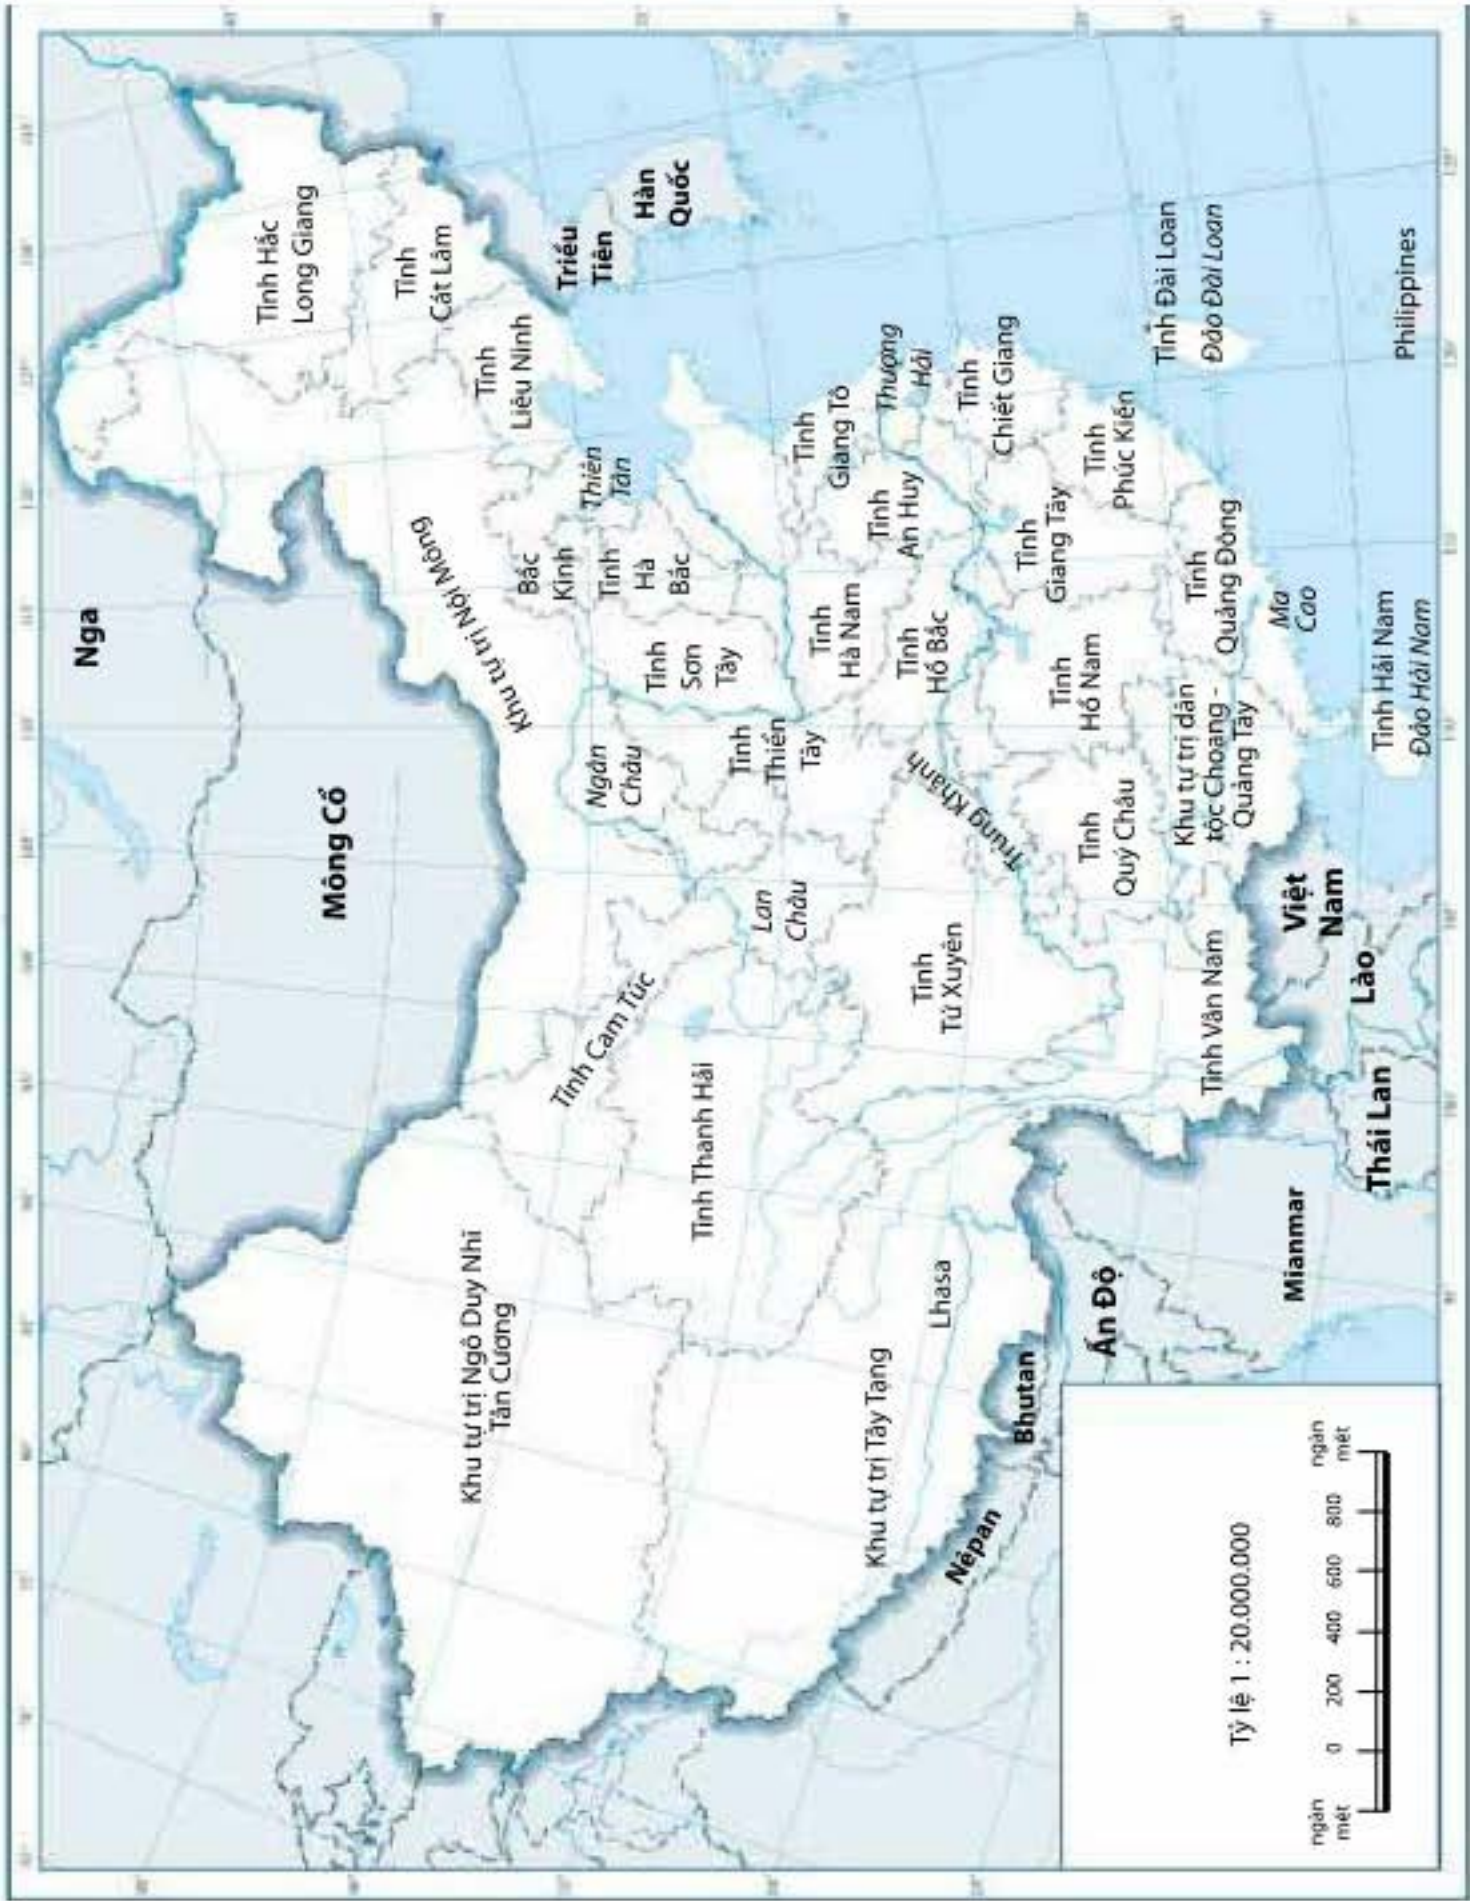 Nga
Mông Cổ
Tỉnh Hắc
Long Giang
Tỉnh
Cát Lâm
Tỉnh
Liêu Ninh
Triều
Tiên
Hàn
Quốc
Khu tự trị Nội Mông
Khu tự trị Ngô Duy Nhĩ
Tân Cương
Tỉnh Cam Túc
Ngân
Châu
Bắc
Kinh
Thiên
Tân
Tỉnh
Hà
Bắc
Tỉnh
Sơn
Tây
Tỉnh
Thiển
Tây
Lan
Châu
Tỉnh Thanh Hải
Tỉnh
Hà Nam
Tỉnh
Giang Tô
Tỉnh
An Huy
Thượng
Hải
Tỉnh
Hồ Bắc
Trùng Khánh
Tỉnh
Tứ Xuyên
Khu tự trị Tây Tạng
Lhasa
Tỉnh
Chiết Giang
Tỉnh
Giang Tây
Tỉnh
Hồ Nam
Tỉnh
Quý Châu
Tỉnh
Phúc Kiến
Tỉnh Đài Loan
Đảo Đài Loan
Tỉnh
Quảng Đông
Khu tự trị dân
tộc Choang -
Quảng Tây
Tỉnh Vân Nam
Ma
Cao
Tỉnh Hải Nam
Đảo Hải Nam
Philippines
Việt
Nam
Lào
Thái Lan
Mianmar
Ấn Độ
Bhutan
Nêpan
Tỷ lệ 1 : 20.000.000
ngàn
mét
0
200
400
600
800
ngàn
mét